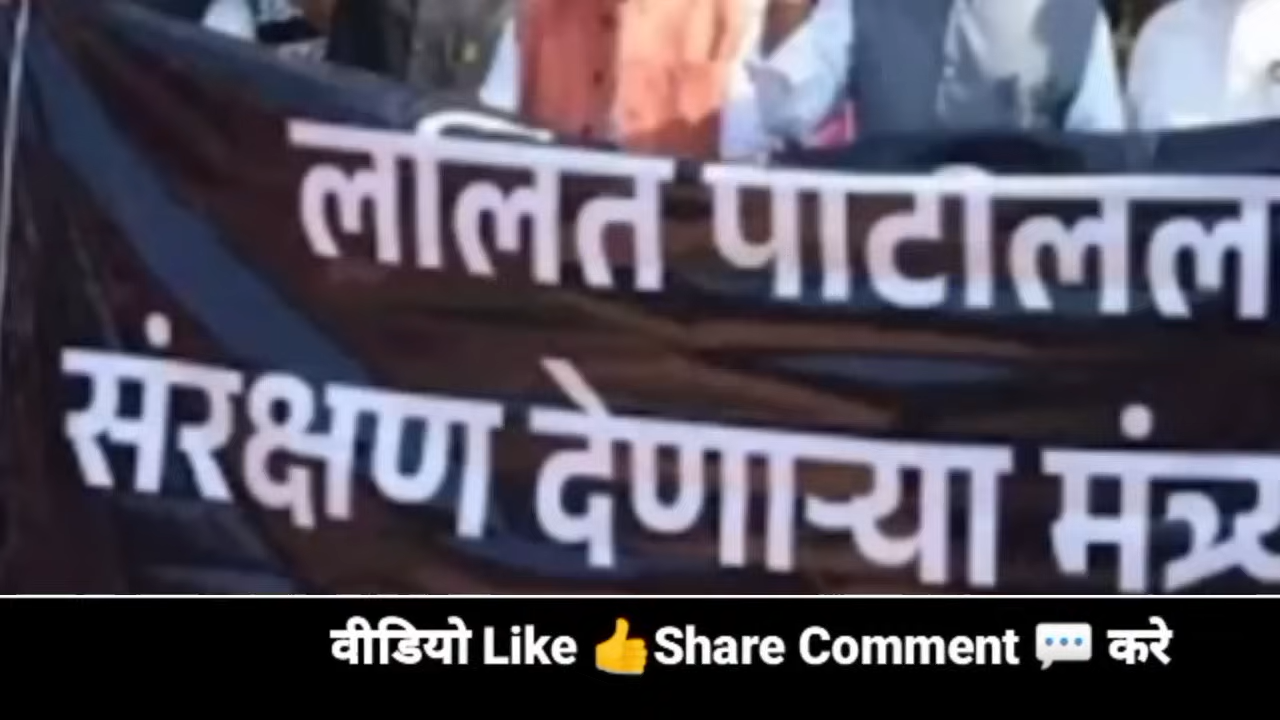 ललित पाटीलल
संरक्षण देणाऱ्या मंत्र्य
वीडियो Like 👍Share Comment 💬 करे